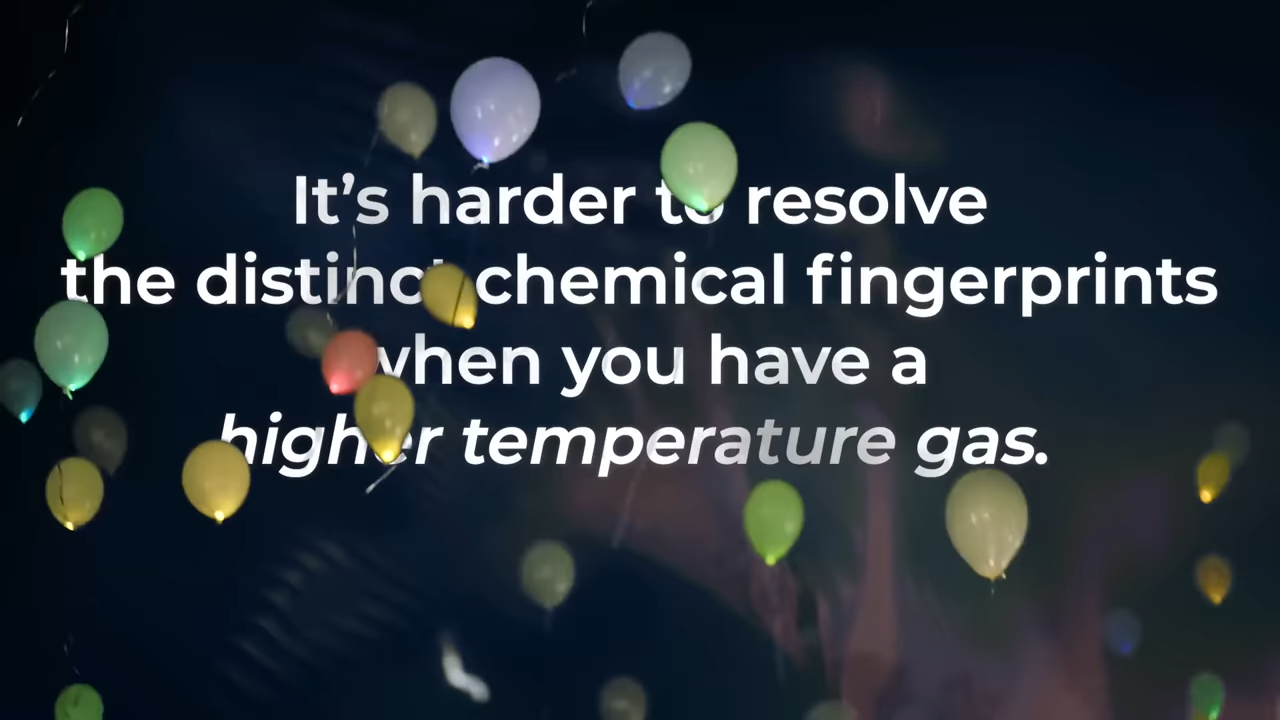 It’s harder to resolve
the distinct chemical fingerprints
when you have a
higher temperature gas.